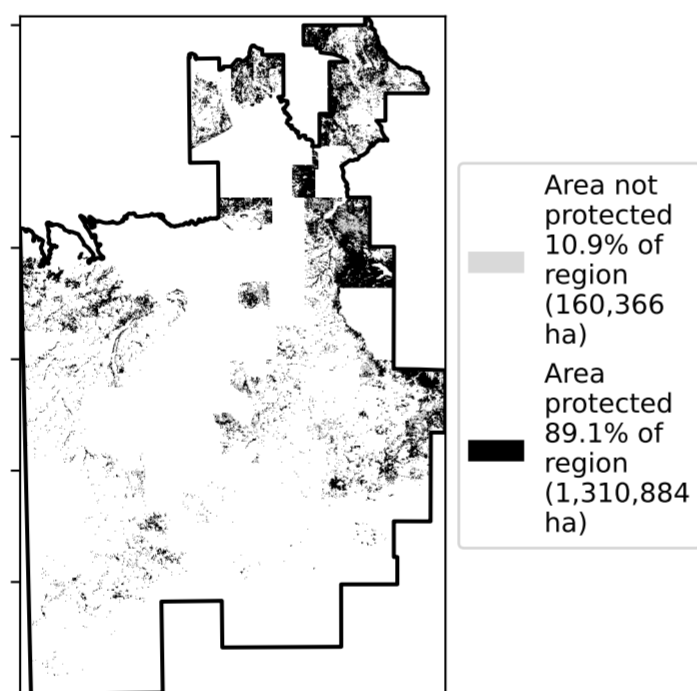 Area not
protected
10.9% of
region
(160,366
ha)
Area
protected
89.1% of
region
(1,310,884
ha)